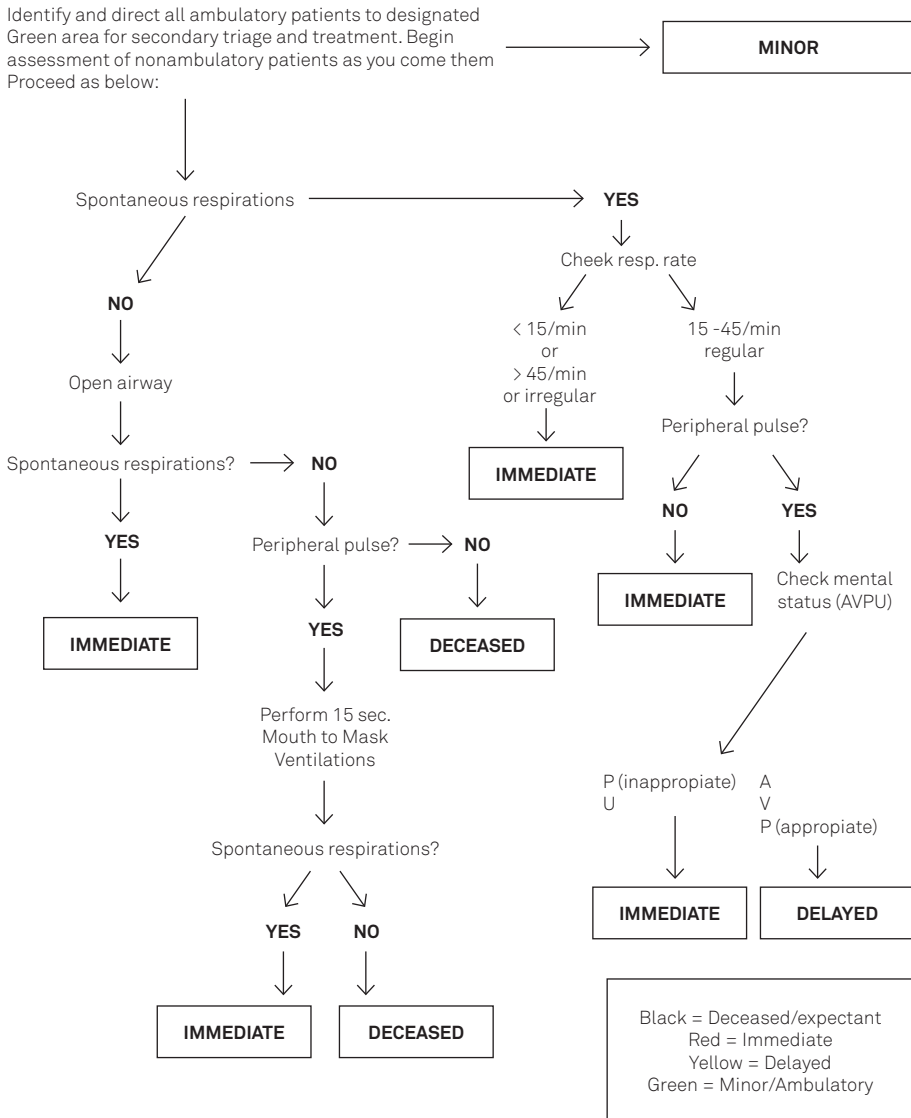 Identify and direct all ambulatory patients to designated
Green area for secondary triage and treatment. Begin
assessment of nonambulatory patients as you come them
Proceed as below:
MINOR
Spontaneous respirations
YES
Cheek resp. rate
NO
< 15/min
or
> 45/min
or irregular
15 -45/min
regular
Open airway
Peripheral pulse?
Spontaneous respirations?
NO
IMMEDIATE
NO
YES
YES
Peripheral pulse?
NO
Check mental
status (AVPU)
IMMEDIATE
IMMEDIATE
YES
DECEASED
Perform 15 sec.
Mouth to Mask
Ventilations
P (inappropiate)
U
A
V
P (appropiate)
Spontaneous respirations?
IMMEDIATE
DELAYED
YES
NO
IMMEDIATE
DECEASED
Black = Deceased/expectant
Red = Immediate
Yellow = Delayed
Green = Minor/Ambulatory